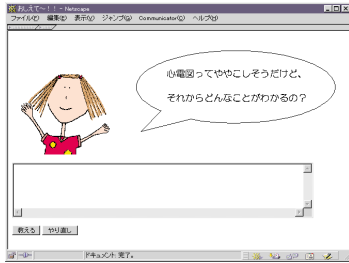 おしえて～！！ - Netscape
ファイル(F) 編集(E) 表示(V) ジャンプ(G) Communicator(C) ヘルプ(H)
心電図ってややこしそうだけど、
それからどんなことがわかるの？
教える やり直し
ドキュメント: 完了。